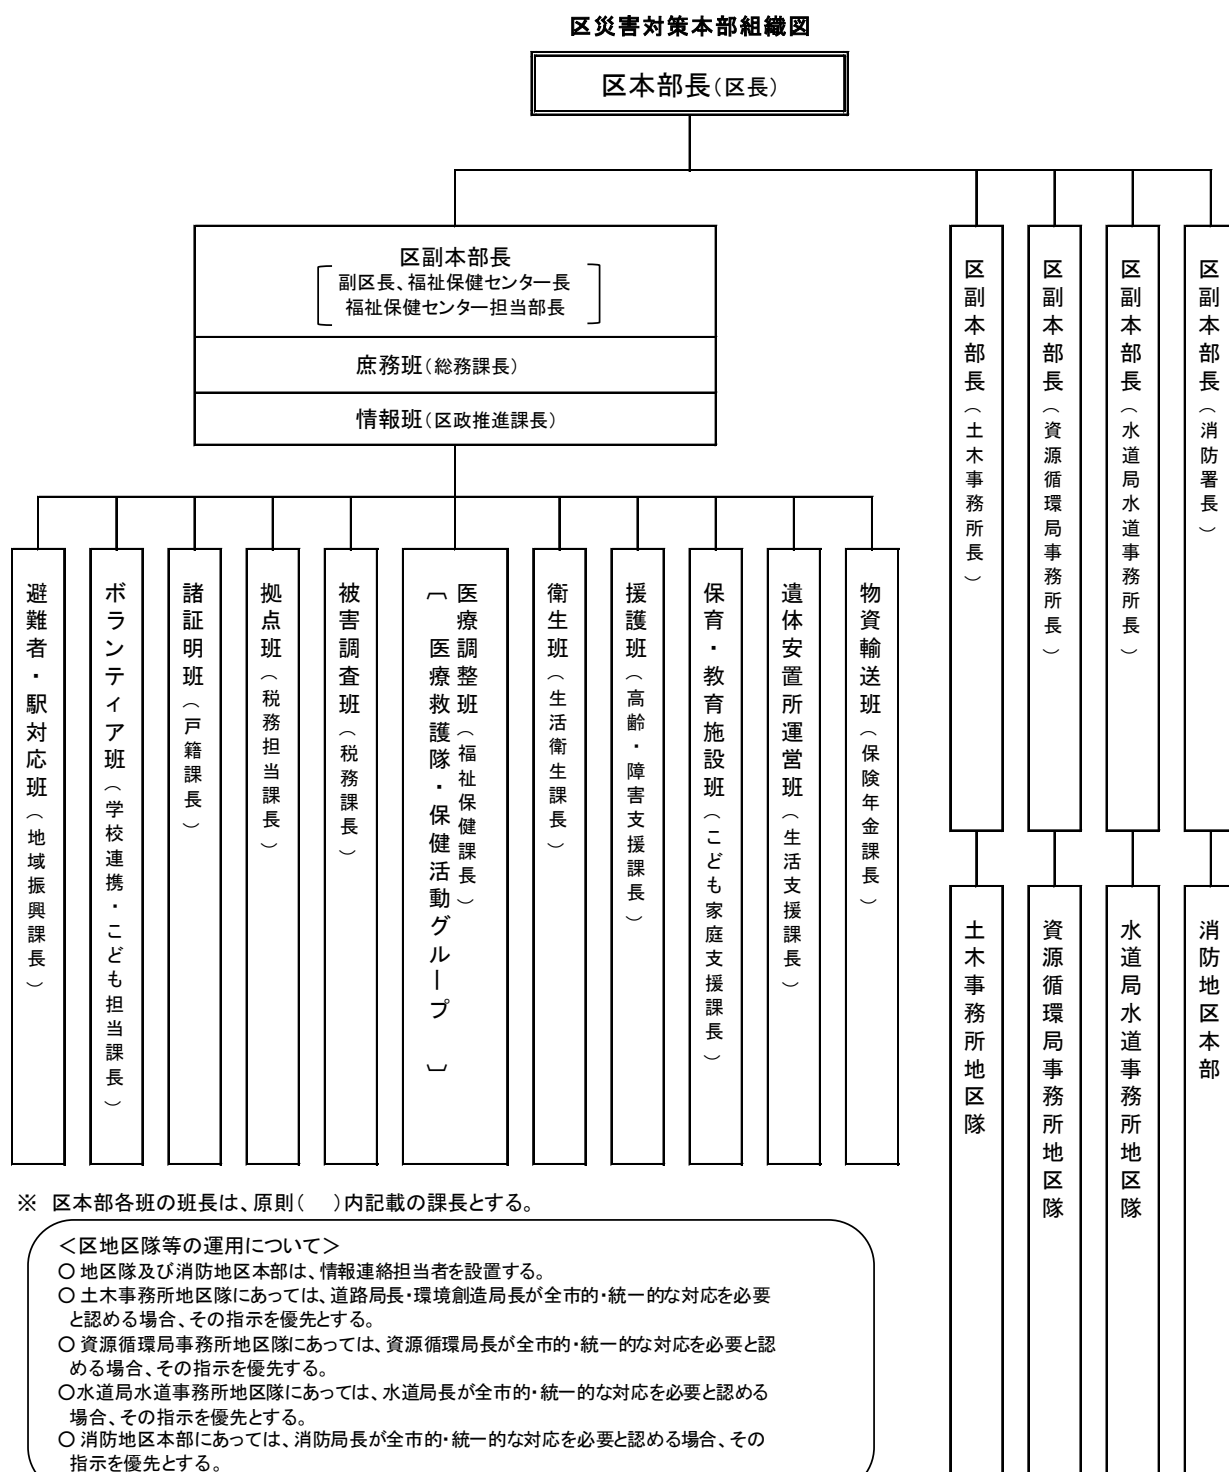 区災害対策本部組織図
区本部長（区長）
区副本部長
副区長、福祉保健センター長
福祉保健センター担当部長
庶務班（総務課長）
情報班（区政推進課長）
区副本部長（土木事務所長）
区副本部長（資源循環局事務所長）
区副本部長（水道局水道事務所長）
区副本部長（消防署長）
避難者・駅対応班（地域振興課長）
ボランティア班（学校連携・こども担当課長）
諸証明班（戸籍課長）
拠点班（税務担当課長）
被害調査班（税務課長）
医療調整班（福祉保健課長）
〔 医療救護隊・保健活動グループ 〕
衛生班（生活衛生課長）
援護班（高齢・障害支援課長）
保育・教育施設班（こども家庭支援課長）
遺体安置所運営班（生活支援課長）
物資輸送班（保険年金課長）
土木事務所地区隊
資源循環局事務所地区隊
水道局水道事務所地区隊
消防地区本部
※ 区本部各班の班長は、原則（ ）内記載の課長とする。
＜区地区隊等の運用について＞
○ 地区隊及び消防地区本部は、情報連絡担当者を設置する。
○ 土木事務所地区隊にあっては、道路局長・環境創造局長が全市的・統一的な対応を必要
と認める場合、その指示を優先とする。
○ 資源循環局事務所地区隊にあっては、資源循環局長が全市的・統一的な対応を必要と認
める場合、その指示を優先する。
○水道局水道事務所地区隊にあっては、水道局長が全市的・統一的な対応を必要と認める
場合、その指示を優先とする。
○ 消防地区本部にあっては、消防局長が全市的・統一的な対応を必要と認める場合、その
指示を優先とする。